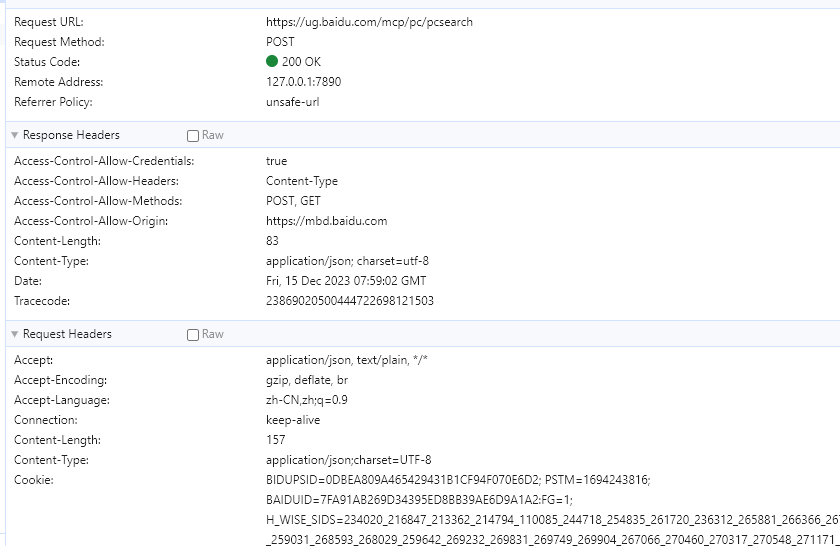 Request URL: https://ug.baidu.com/mcp/pc/pcsearch
Request Method: POST
Status Code: 200 OK
Remote Address: 127.0.0.1:7890
Referrer Policy: unsafe-url
Response Headers Raw
Access-Control-Allow-Credentials: true
Access-Control-Allow-Headers: Content-Type
Access-Control-Allow-Methods: POST, GET
Access-Control-Allow-Origin: https://mbd.baidu.com
Content-Length: 83
Content-Type: application/json; charset=utf-8
Date: Fri, 15 Dec 2023 07:59:02 GMT
Tracecode: 23869020500444722698121503
Request Headers Raw
Accept: application/json, text/plain, */*
Accept-Encoding: gzip, deflate, br
Accept-Language: zh-CN,zh;q=0.9
Connection: keep-alive
Content-Length: 157
Content-Type: application/json;charset=UTF-8
Cookie: BIDUPSID=0DBEA809A465429431B1CF94F070E6D2; PSTM=1694243816;
BAIDUID=7FA91AB269D34395ED8BB39AE6D9A1A2:FG=1;
H_WISE_SIDS=234020_216847_213362_214794_110085_244718_254835_261720_236312_265881_266366_267
_259031_268593_268029_259642_269232_269831_269749_269904_267066_270460_270317_270548_271171_